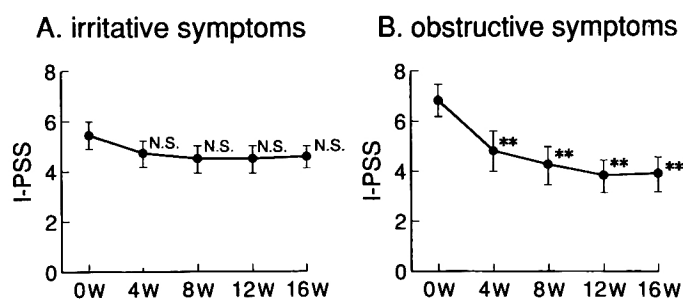 A. irritative symptoms
8
6
4
2
0
I-PSS
N.S.
N.S.
N.S.
N.S.
0W 4W 8W 12W 16W
B. obstructive symptoms
8
6
4
2
0
I-PSS
**
**
**
**
0W 4W 8W 12W 16W